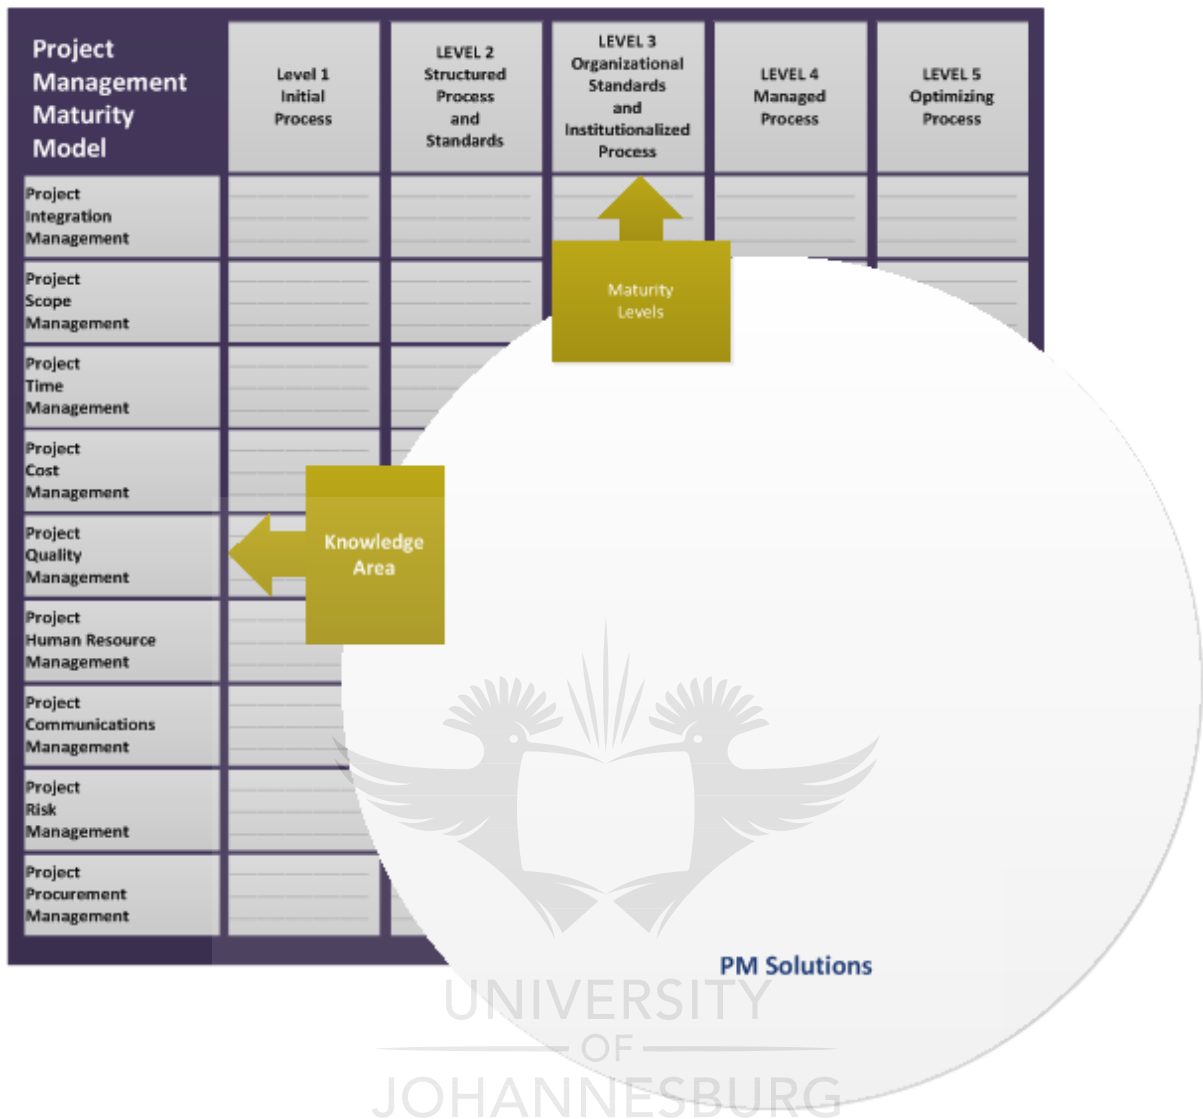 Project
Management
Maturity
Model
Level 1
Initial
Process
LEVEL 2
Structured
Process
and
Standards
LEVEL 3
Organizational
Standards
and
Institutionalized
Process
LEVEL 4
Managed
Process
LEVEL 5
Optimizing
Process
Project
Integration
Management
Project
Scope
Management
Project
Time
Management
Project
Cost
Management
Project
Quality
Management
Project
Human Resource
Management
Project
Communications
Management
Project
Risk
Management
Project
Procurement
Management
Maturity
Levels
Knowledge
Area
PM Solutions
UNIVERSITY
OF
JOHANNESBURG